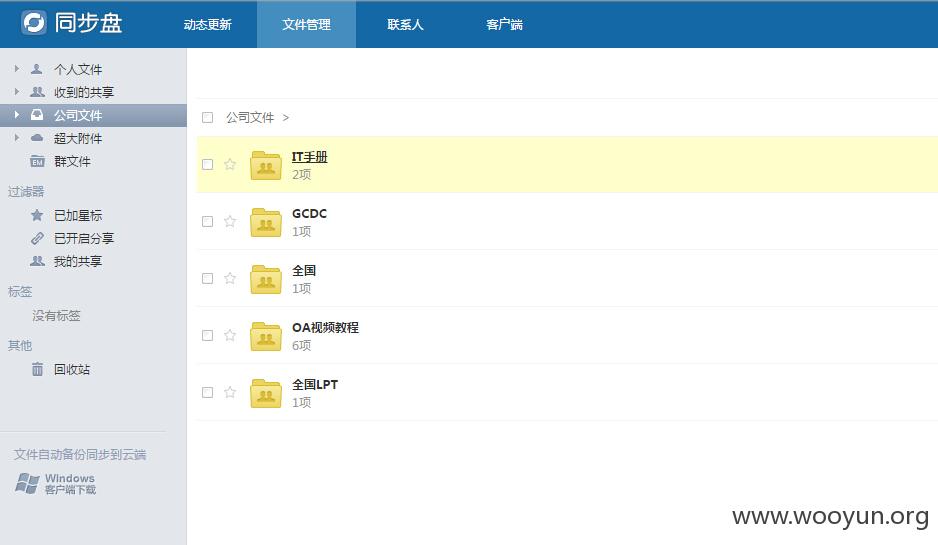 同步盘
动态更新
文件管理
联系人
客户端
个人文件
收到的共享
公司文件
超大附件
群文件
过滤器
已加星标
已开启分享
我的共享
标签
没有标签
其他
回收站
文件自动备份同步到云端
Windows
客户端下载
公司文件 >
IT手册
2项
GCDC
1项
全国
1项
OA视频教程
6项
全国LPT
1项
www.wooyun.org